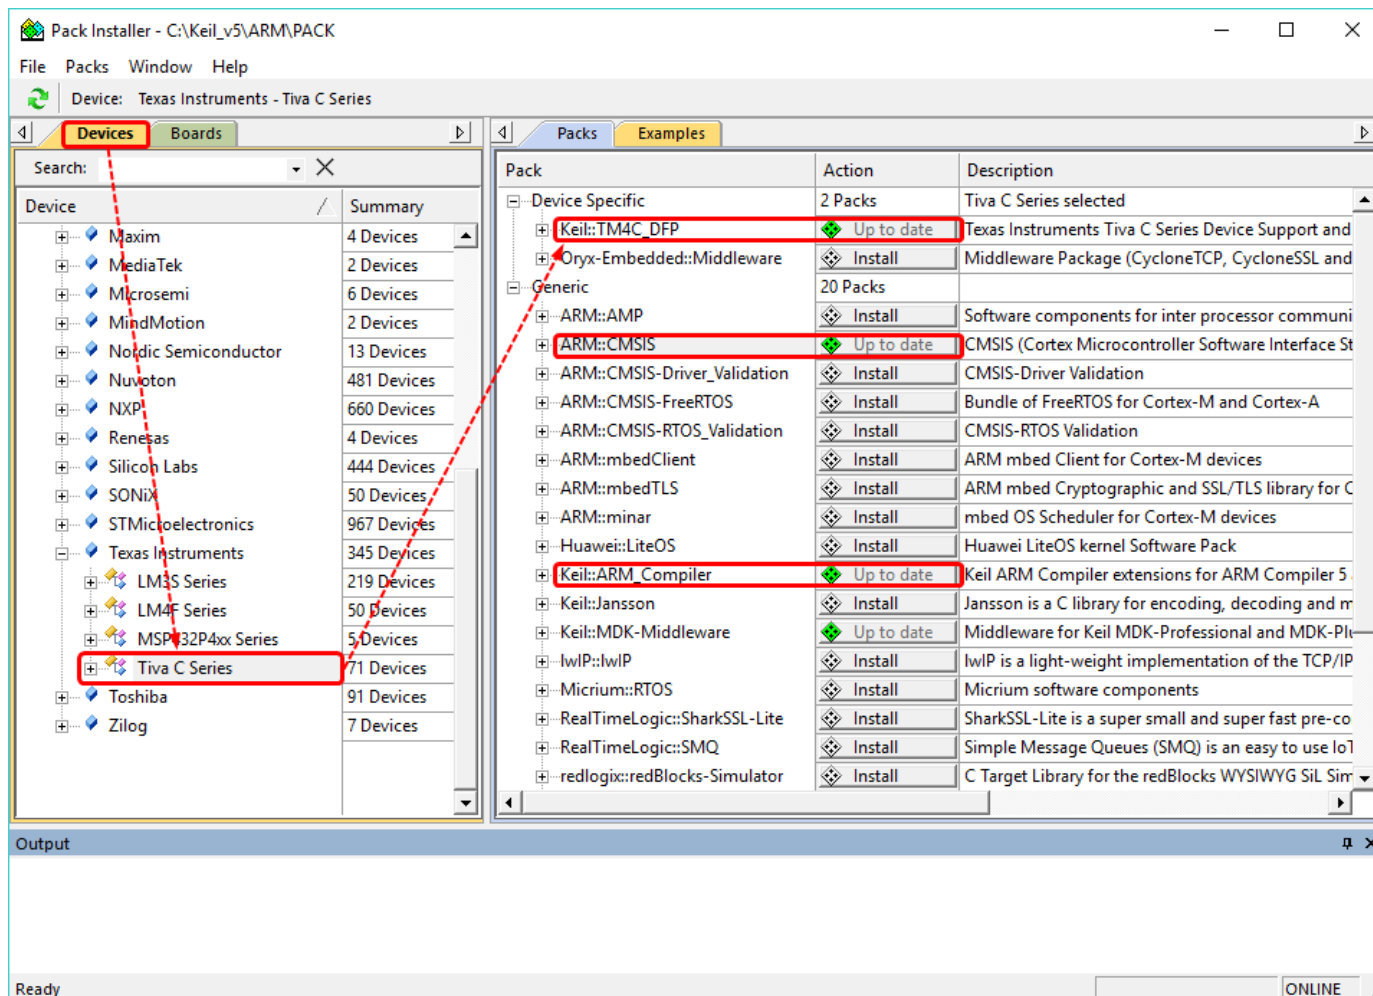 Pack Installer - C:\Keil_v5\ARM\PACK
File Packs Window Help
Device: Texas Instruments - Tiva C Series
Devices Boards
Search:
Device Summary
Maxim 4 Devices
MediaTek 2 Devices
Microsemi 6 Devices
MindMotion 2 Devices
Nordic Semiconductor 13 Devices
Nuvoton 481 Devices
NXP 660 Devices
Renesas 4 Devices
Silicon Labs 444 Devices
SONiX 50 Devices
STMicroelectronics 967 Devices
Texas Instruments 345 Devices
LM3S Series 219 Devices
LM4F Series 50 Devices
MSP432P4xx Series 5 Devices
Tiva C Series 71 Devices
Toshiba 91 Devices
Zilog 7 Devices
Packs Examples
Pack Action Description
Device Specific 2 Packs Tiva C Series selected
Keil::TM4C_DFP Up to date Texas Instruments Tiva C Series Device Support and
Oryx-Embedded::Middleware Install Middleware Package (CycloneTCP, CycloneSSL and
Generic 20 Packs
ARM::AMP Install Software components for inter processor communi
ARM::CMSIS Up to date CMSIS (Cortex Microcontroller Software Interface St
ARM::CMSIS-Driver_Validation Install CMSIS-Driver Validation
ARM::CMSIS-FreeRTOS Install Bundle of FreeRTOS for Cortex-M and Cortex-A
ARM::CMSIS-RTOS_Validation Install CMSIS-RTOS Validation
ARM::mbedClient Install ARM mbed Client for Cortex-M devices
ARM::mbedTLS Install ARM mbed Cryptographic and SSL/TLS library for C
ARM::minar Install mbed OS Scheduler for Cortex-M devices
Huawei::LiteOS Install Huawei LiteOS kernel Software Pack
Keil::ARM_Compiler Up to date Keil ARM Compiler extensions for ARM Compiler 5
Keil::Jansson Install Jansson is a C library for encoding, decoding and m
Keil::MDK-Middleware Up to date Middleware for Keil MDK-Professional and MDK-Plu
lwIP::lwIP Install lwIP is a light-weight implementation of the TCP/IP
Micrium::RTOS Install Micrium software components
RealTimeLogic::SharkSSL-Lite Install SharkSSL-Lite is a super small and super fast pre-co
RealTimeLogic::SMQ Install Simple Message Queues (SMQ) is an easy to use IoT
redlogix::redBlocks-Simulator Install C Target Library for the redBlocks WYSIWYG SiL Sim
Output
Ready ONLINE